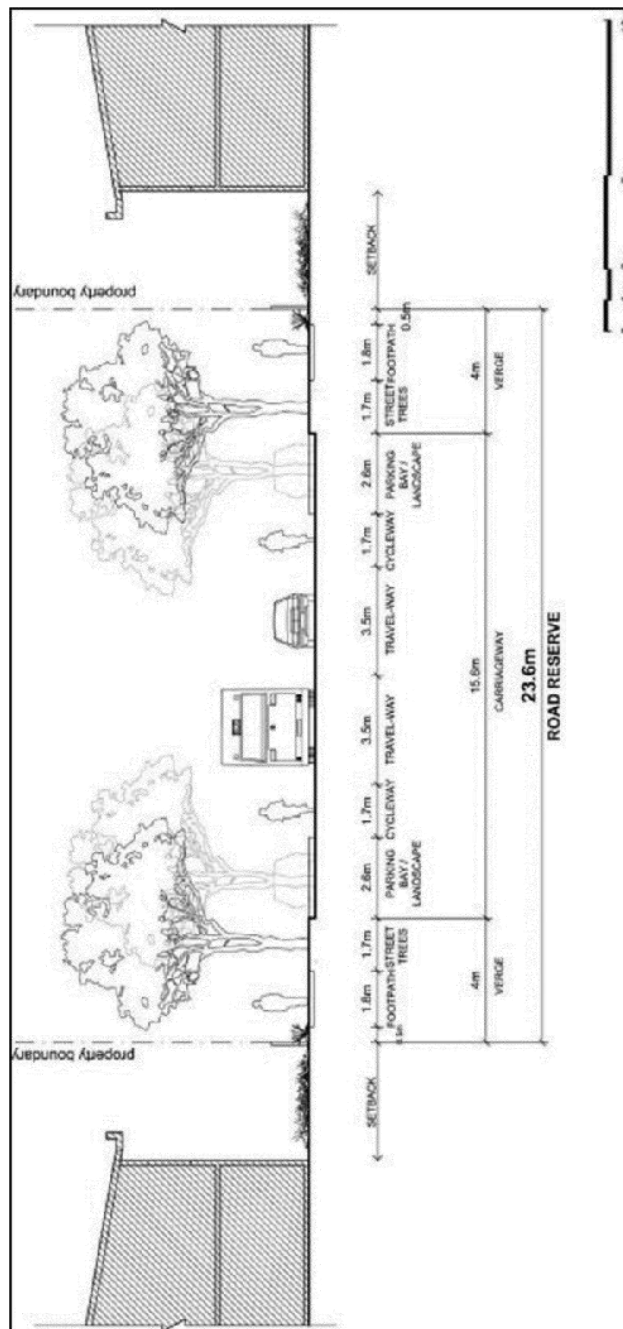 property boundary
property boundary
SETBACK
0.5m
1.8m
FOOTPATH
1.7m
STREET
TREES
2.6m
PARKING
BAY /
LANDSCAPE
1.7m
CYCLEWAY
3.5m
TRAVEL-WAY
3.5m
TRAVEL-WAY
1.7m
CYCLEWAY
2.6m
PARKING
BAY /
LANDSCAPE
1.7m
STREET
TREES
1.8m
FOOTPATH
0.5m
SETBACK
4m
VERGE
15.6m
CARRIAGEWAY
4m
VERGE
23.6m
ROAD RESERVE